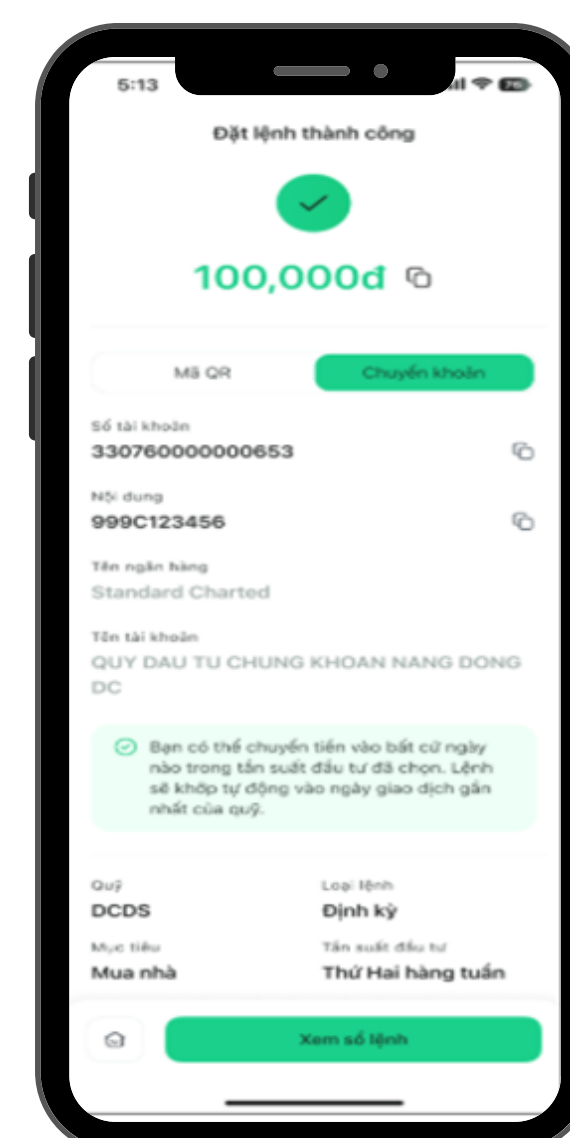 5:13
76
Đặt lệnh thành công
100,000đ
Mã QR
Chuyển khoản
Số tài khoản
330760000000653
Nội dung
999C123456
Tên ngân hàng
Standard Charted
Tên tài khoản
QUY DAU TU CHUNG KHOAN NANG DONG
DC
Bạn có thể chuyển tiền vào bất cứ ngày
nào trong tần suất đầu tư đã chọn. Lệnh
sẽ khớp tự động vào ngày giao dịch gần
nhất của quỹ.
Quỹ
Loại lệnh
DCDS
Định kỳ
Mục tiêu
Tần suất đầu tư
Mua nhà
Thứ Hai hàng tuần
Xem sổ lệnh